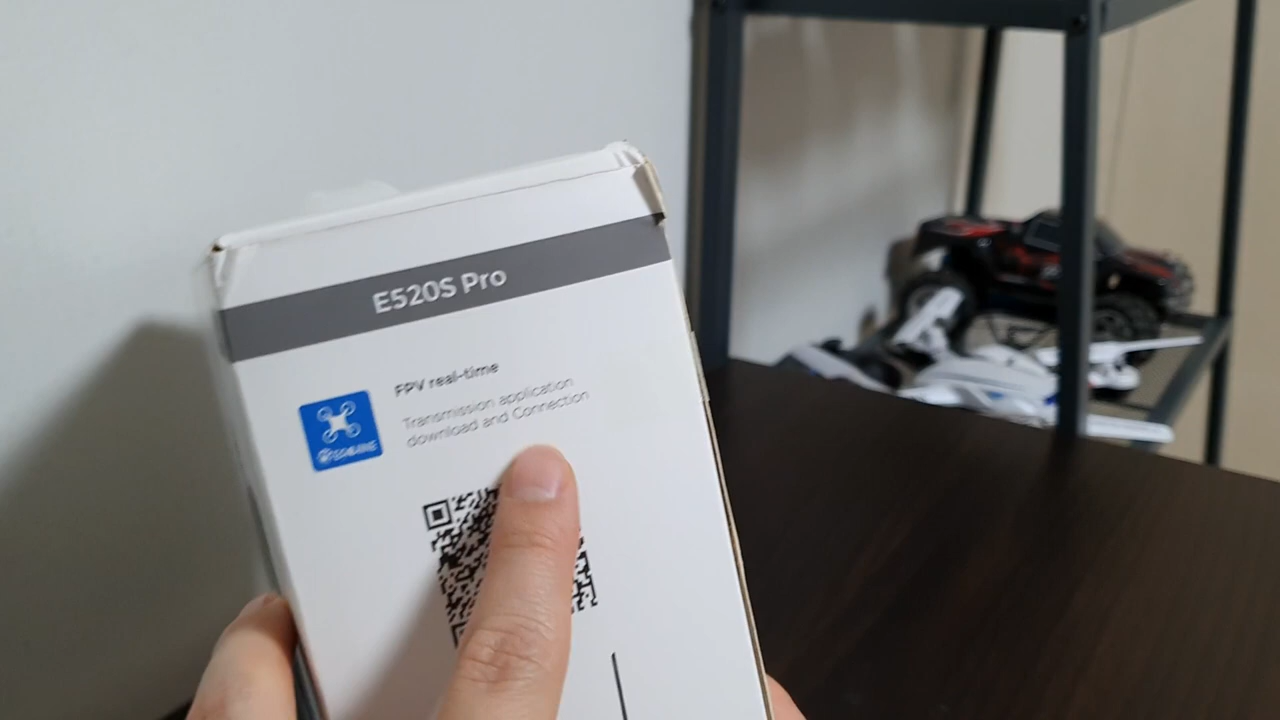 E520S Pro
FPV real-time
Transmission application
download and Connection